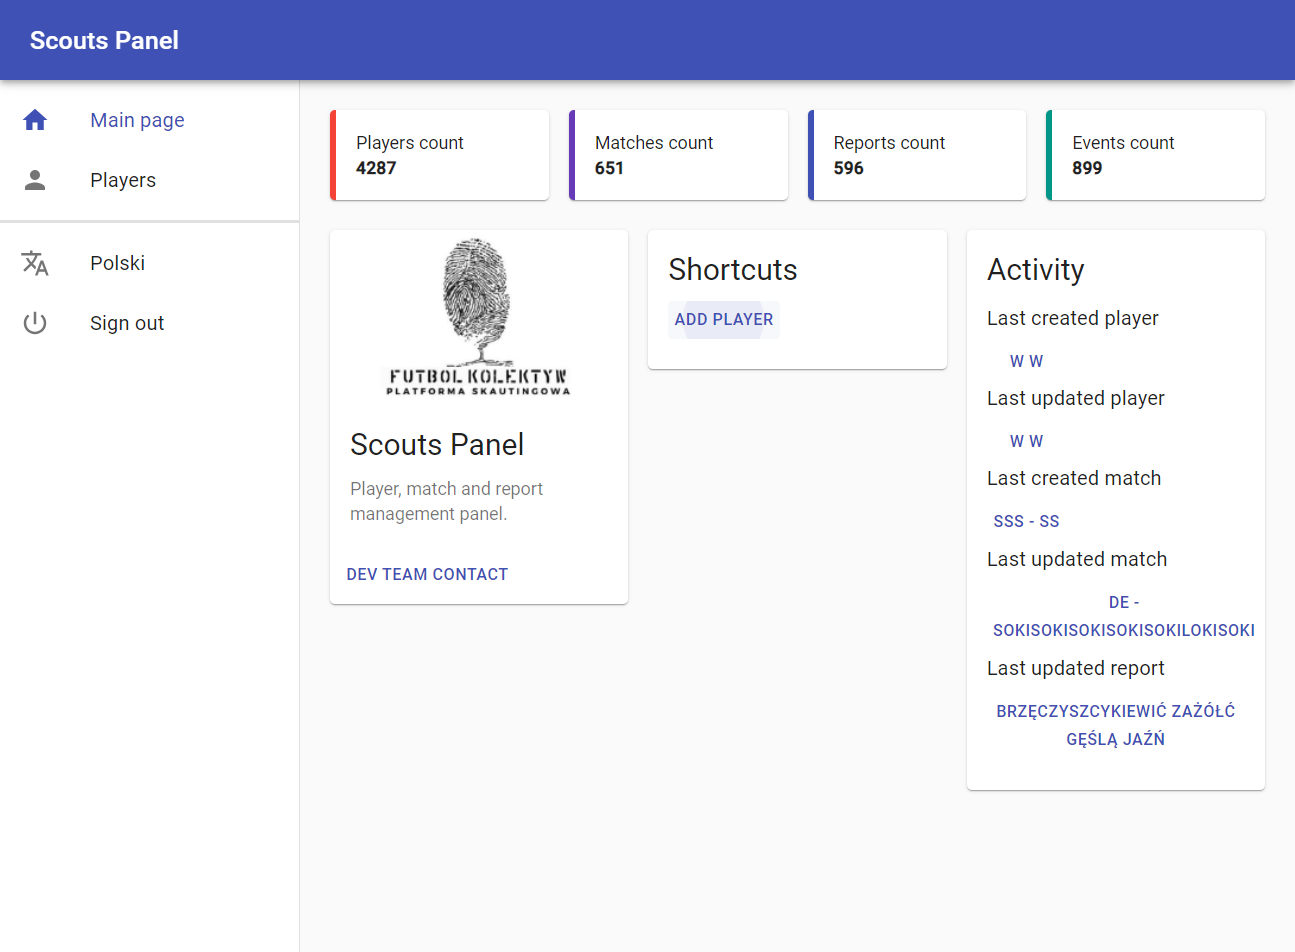 Scouts Panel
Main page
Players
Polski
Sign out
Players count
4287
Matches count
651
Reports count
596
Events count
899
FUTBOL KOLEKTYW
PLATFORMA SKAUTINGOWA
Scouts Panel
Player, match and report
management panel.
DEV TEAM CONTACT
Shortcuts
ADD PLAYER
Activity
Last created player
W W
Last updated player
W W
Last created match
SSS - SS
Last updated match
DE -
SOKISOKISOKISOKISOKILOKISOKI
Last updated report
BRZĘCZYSZCYKIEWIĆ ZAŻÓŁĆ
GĘŚLĄ JAŹŃ